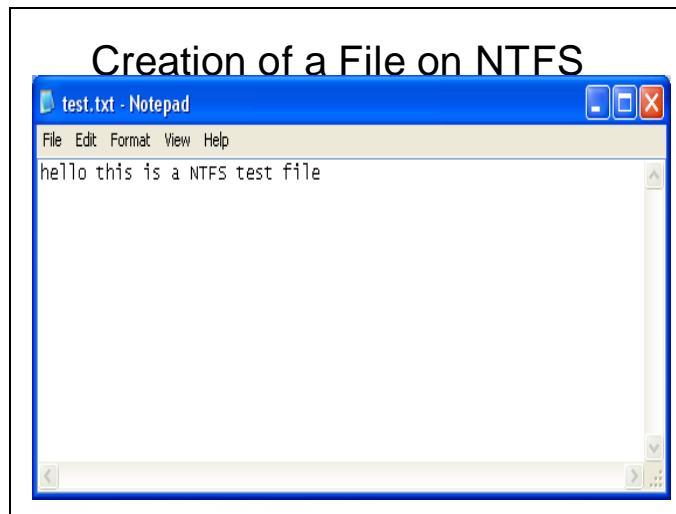 Creation of a File on NTFS
test.txt - Notepad
File Edit Format View Help
hello this is a NTFS test file